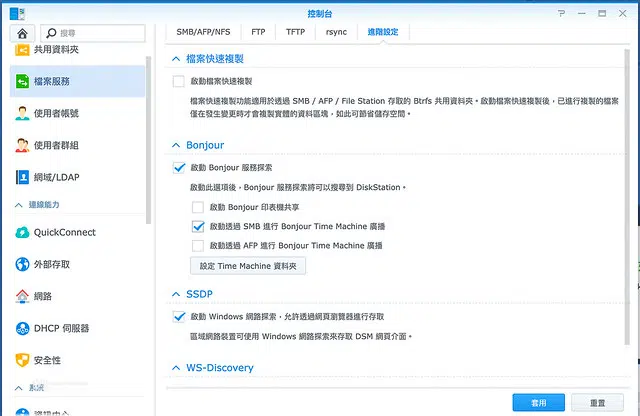 控制台
搜尋
共用資料夾
檔案服務
使用者帳號
使用者群組
網域/LDAP
連線能力
QuickConnect
外部存取
網路
DHCP 伺服器
安全性
系統
資訊中心
SMB/AFP/NFS FTP TFTP rsync 進階設定
檔案快速複製
啟動檔案快速複製
檔案快速複製功能適用於透過 SMB / AFP / File Station 存取的 Btrfs 共用資料夾。啟動檔案快速複製後，已進行複製的檔案
僅在發生變更時才會複製實體的資料區塊，如此可節省儲存空間。
Bonjour
啟動 Bonjour 服務探索
啟動此選項後，Bonjour 服務探索將可以搜尋到 DiskStation。
啟動 Bonjour 印表機共享
啟動透過 SMB 進行 Bonjour Time Machine 廣播
啟動透過 AFP 進行 Bonjour Time Machine 廣播
設定 Time Machine 資料夾
SSDP
啟動 Windows 網路探索，允許透過網頁瀏覽器進行存取
區域網路裝置可使用 Windows 網路探索來存取 DSM 網頁介面。
WS-Discovery
套用 重置